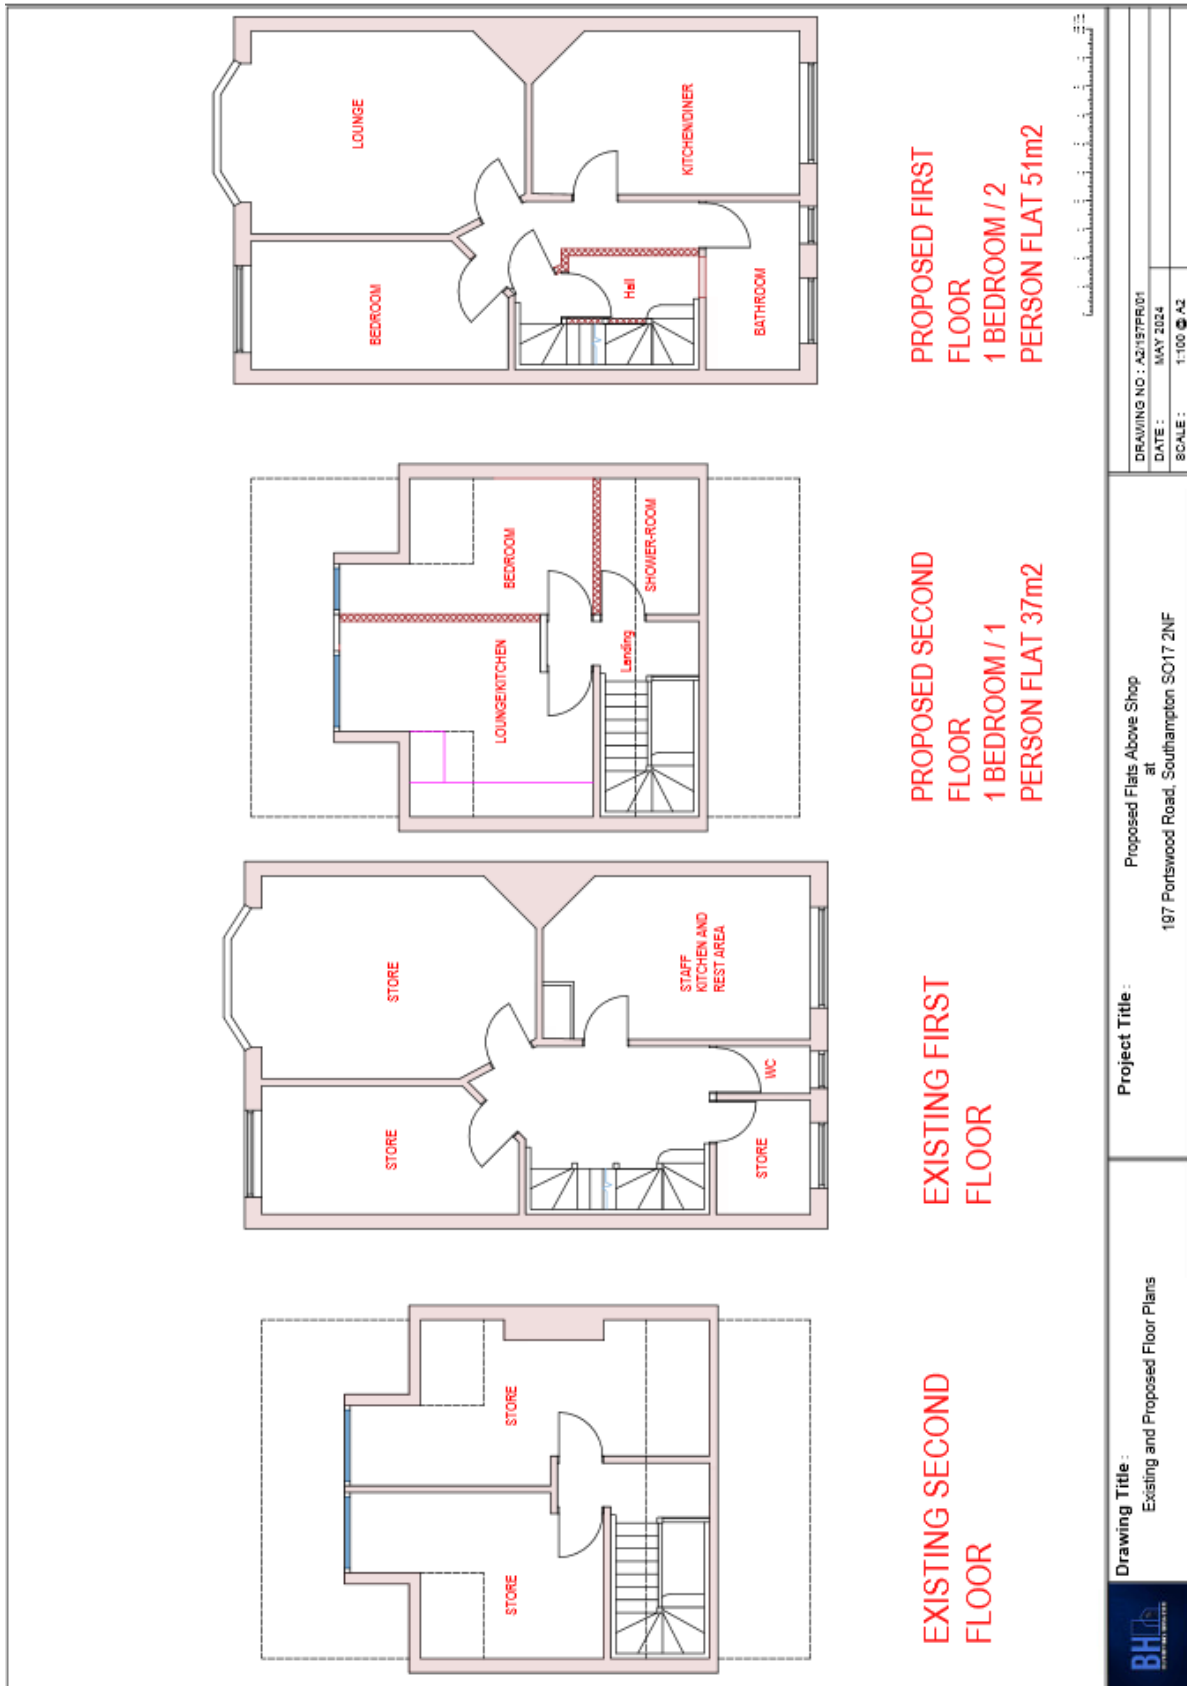 STORE
STORE
EXISTING SECOND
FLOOR
STORE
STORE
STAFF
KITCHEN AND
REST AREA
STORE
WC
EXISTING FIRST
FLOOR
LOUNGE/KITCHEN
BEDROOM
Landing
SHOWER-ROOM
PROPOSED SECOND
FLOOR
1 BEDROOM / 1
PERSON FLAT 37m2
BEDROOM
LOUNGE
Hall
BATHROOM
KITCHEN/DINER
PROPOSED FIRST
FLOOR
1 BEDROOM / 2
PERSON FLAT 51m2
BH
Drawing Title :
Existing and Proposed Floor Plans
Project Title :
Proposed Flats Above Shop
at
197 Portswood Road, Southampton SO17 2NF
DRAWING NO : A2/197PR/01
DATE : MAY 2024
SCALE : 1:100 @ A2